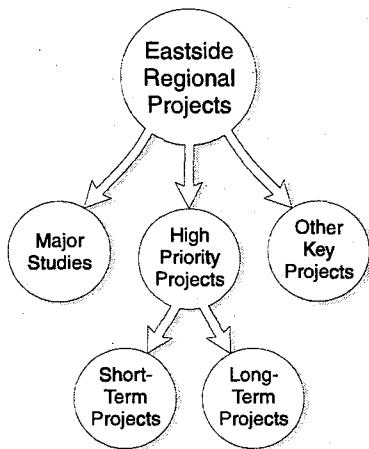 Eastside
Regional
Projects
Major
Studies
High
Priority
Projects
Other
Key
Projects
Short-
Term
Projects
Long-
Term
Projects